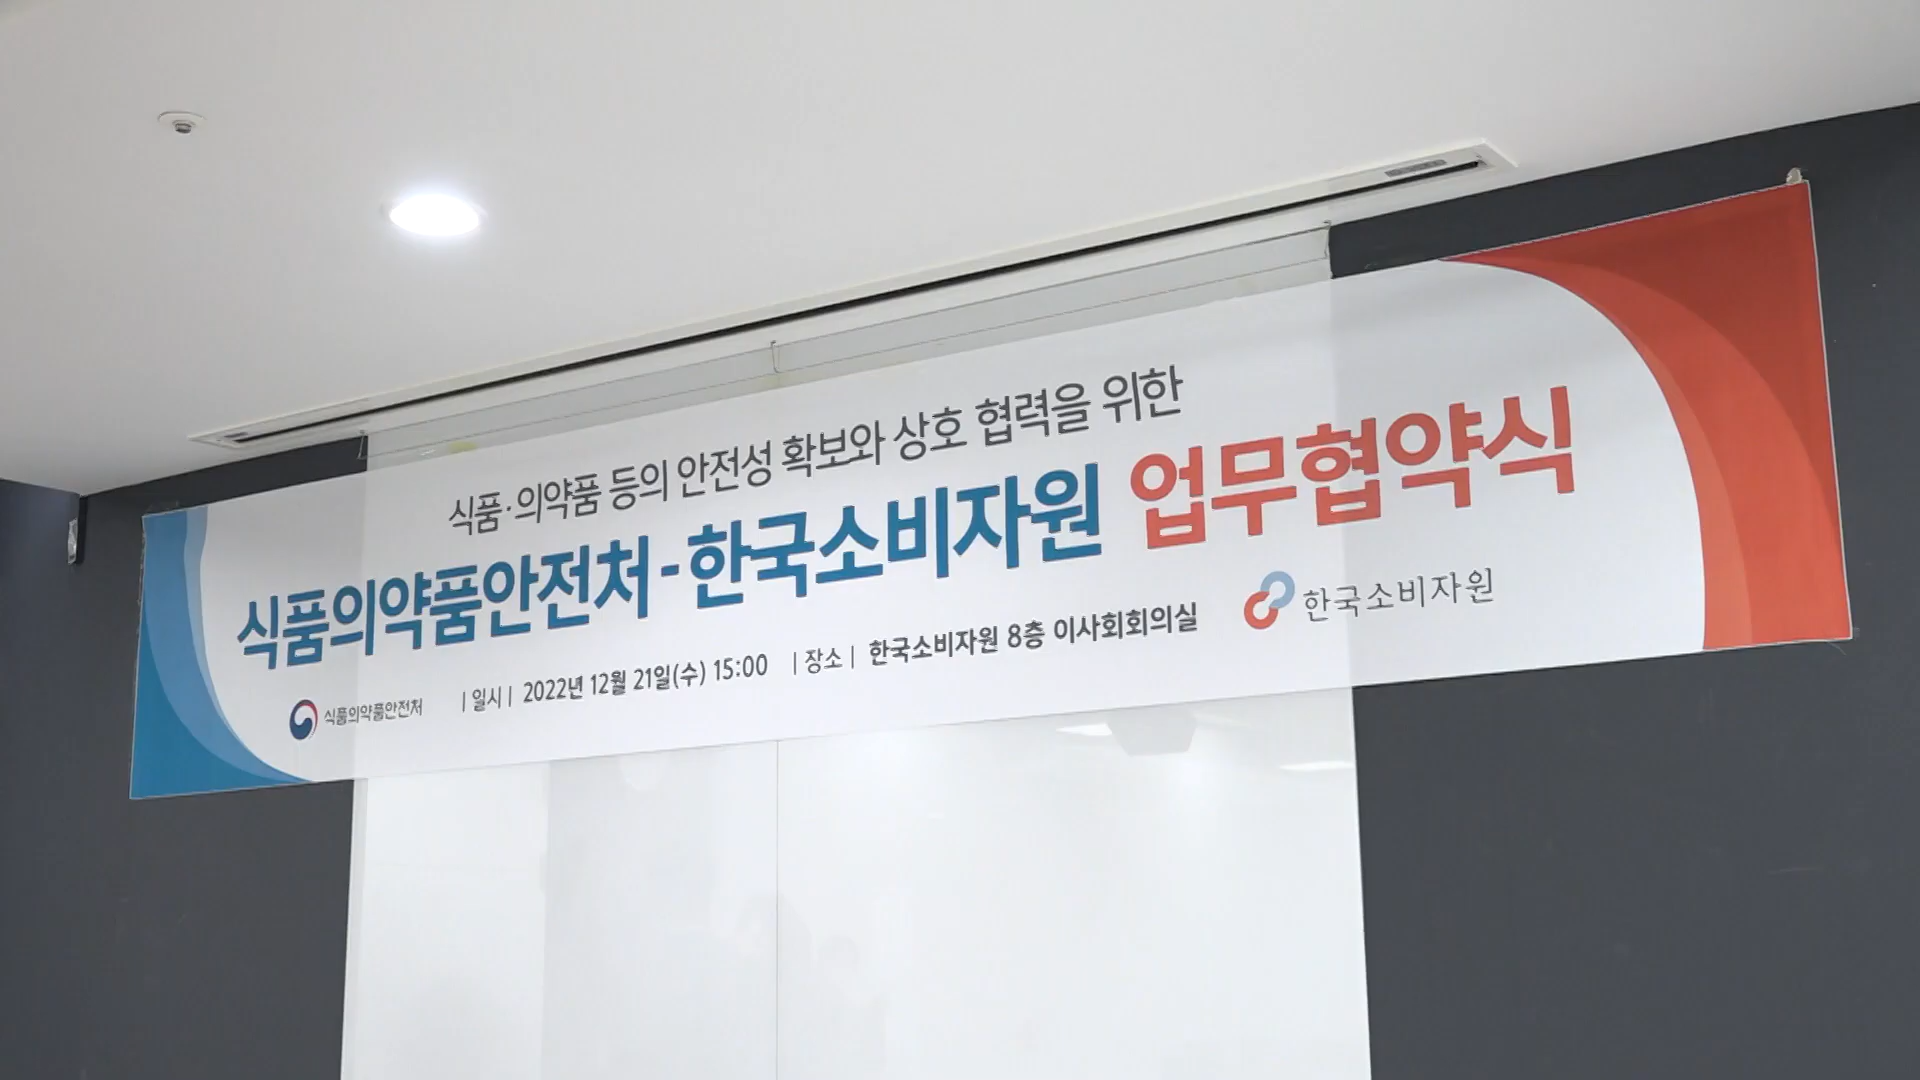 식품·의약품 등의 안전성 확보와 상호 협력을 위한
식품의약품안전처-한국소비자원 업무협약식
식품의약품안전처 | 일시 | 2022년 12월 21일(수) 15:00 | 장소 | 한국소비자원 8층 이사회회의실 한국소비자원